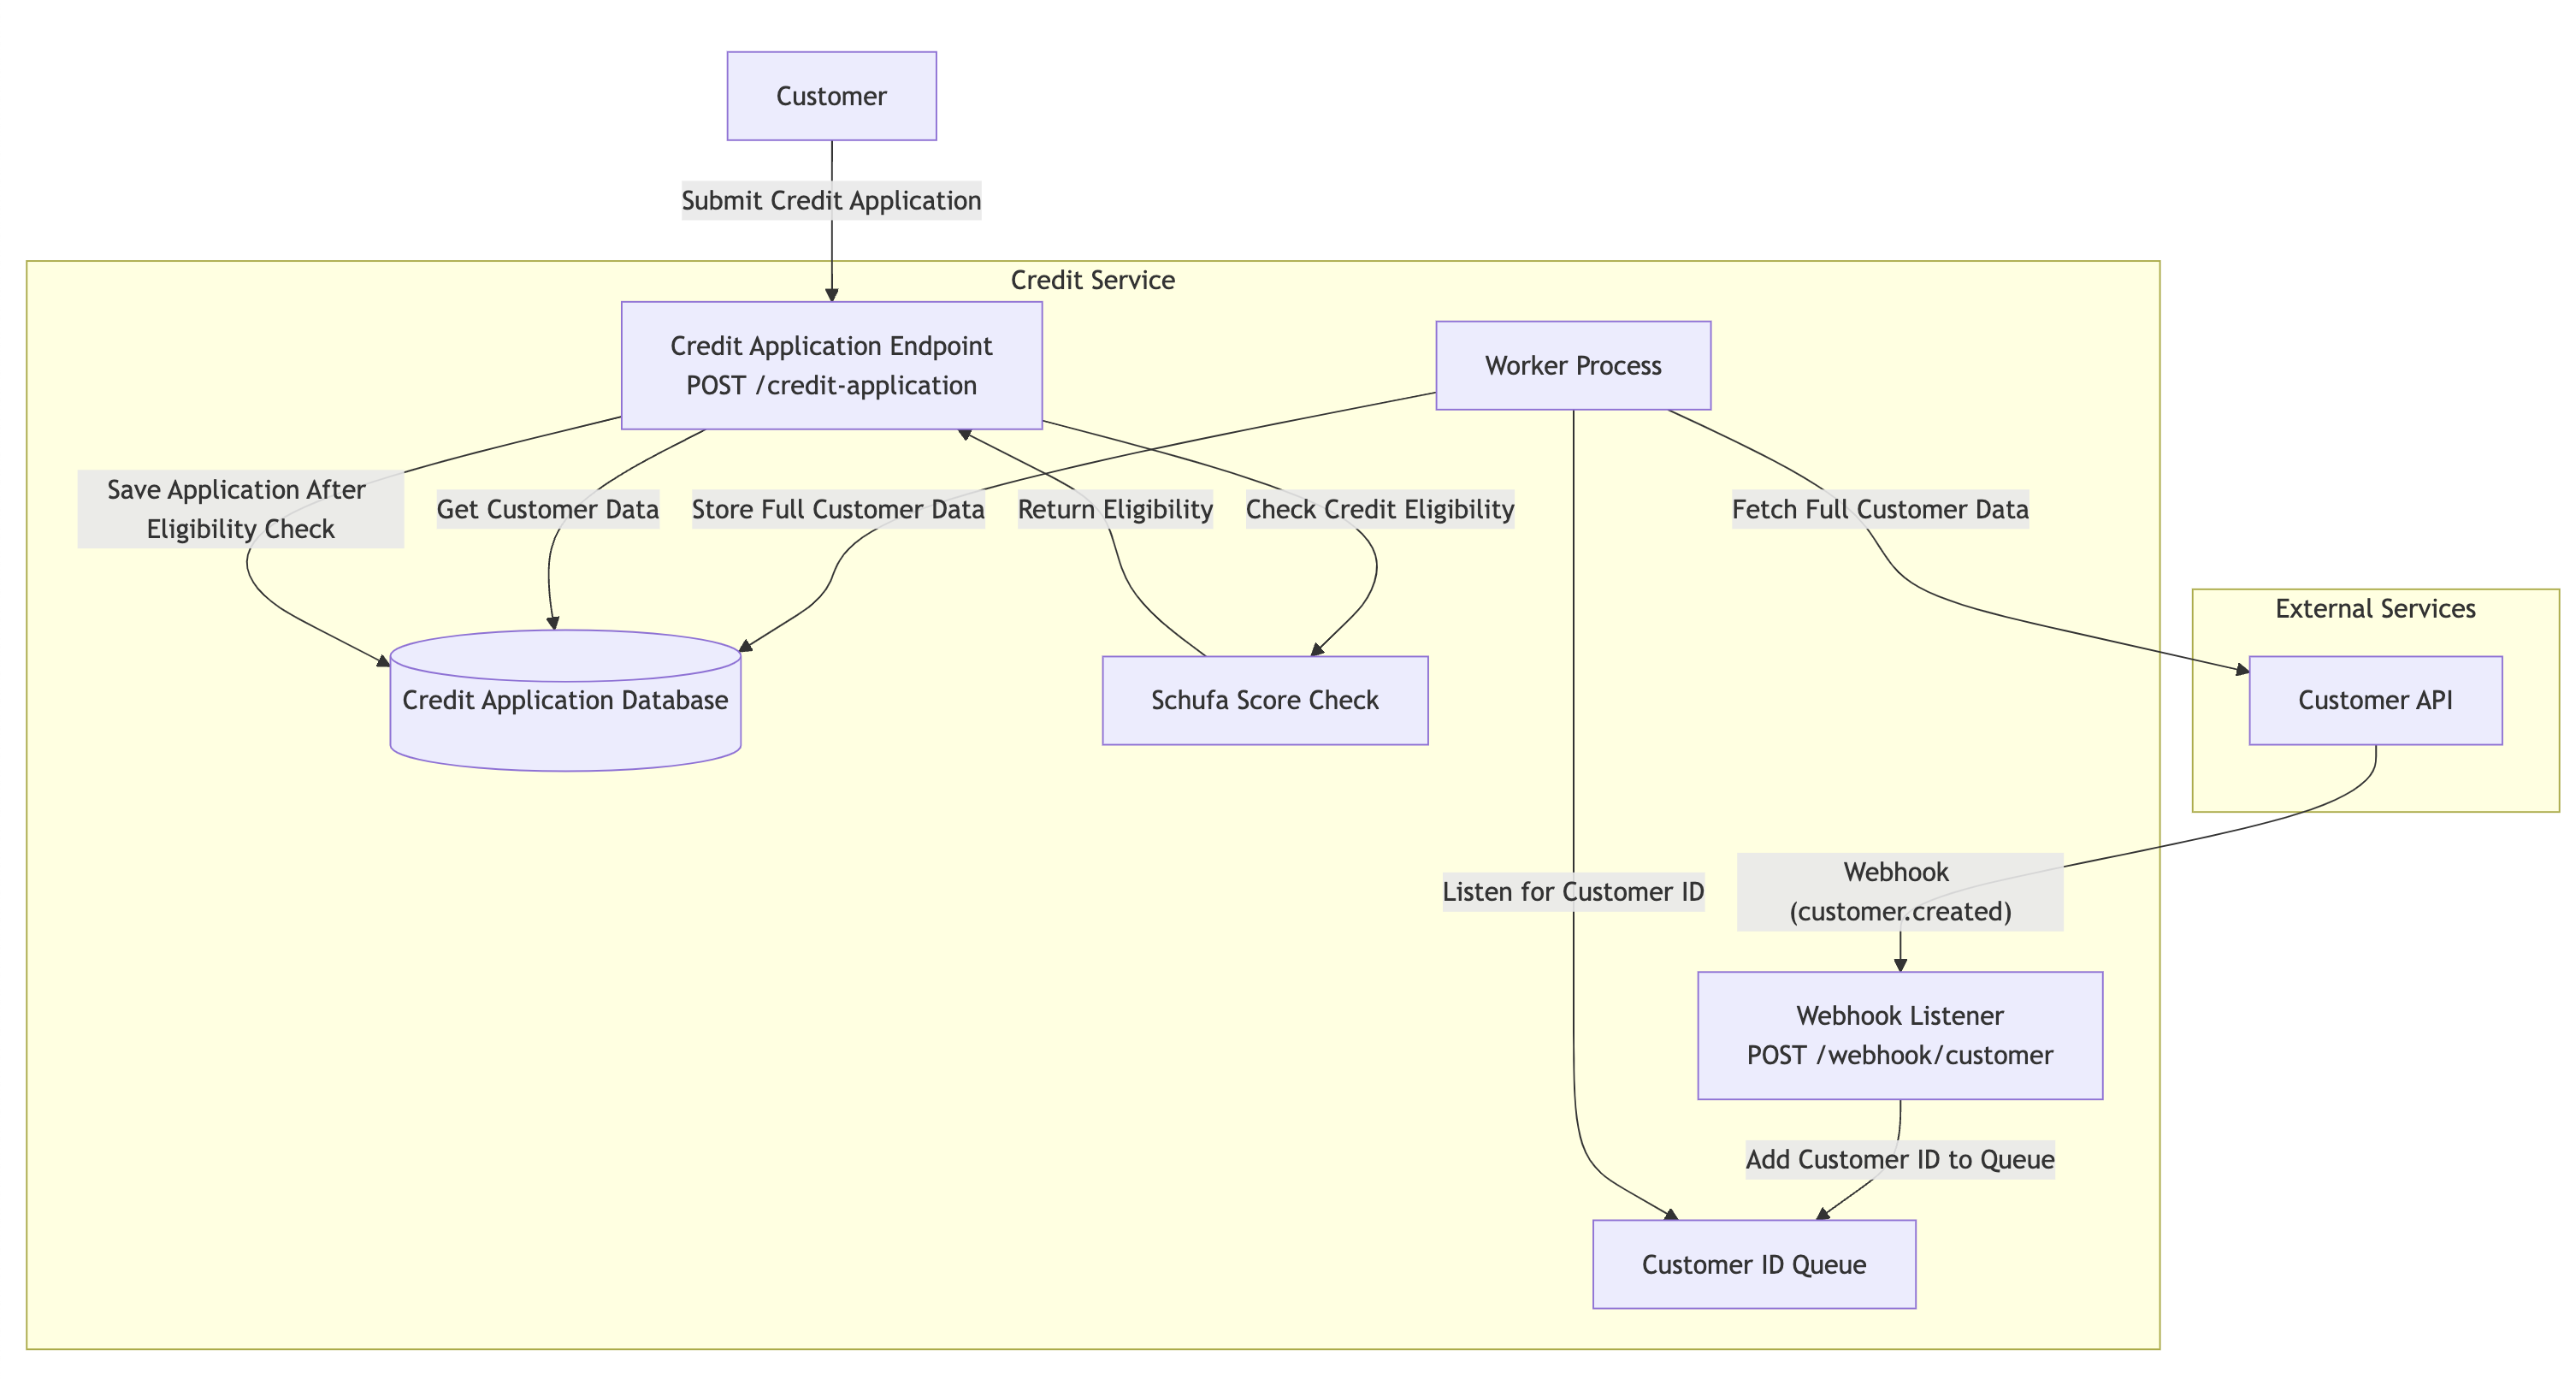 Customer
Submit Credit Application
Credit Service
Credit Application Endpoint
POST /credit-application
Worker Process
Save Application After
Eligibility Check
Get Customer Data
Store Full Customer Data
Return Eligibility
Check Credit Eligibility
Fetch Full Customer Data
External Services
Credit Application Database
Schufa Score Check
Customer API
Listen for Customer ID
Webhook
(customer.created)
Webhook Listener
POST /webhook/customer
Add Customer ID to Queue
Customer ID Queue